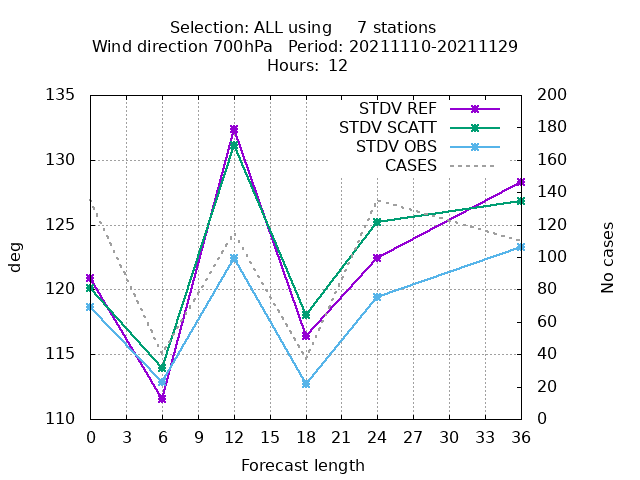 Selection: ALL using     7 stations
Wind direction 700hPa   Period: 20211110-20211129
Hours: 12
STDV REF
STDV SCATT
STDV OBS
CASES
135
130
125
120
115
110
200
180
160
140
120
100
80
60
40
20
0
deg
No cases
0 3 6 9 12 15 18 21 24 27 30 33 36
Forecast length